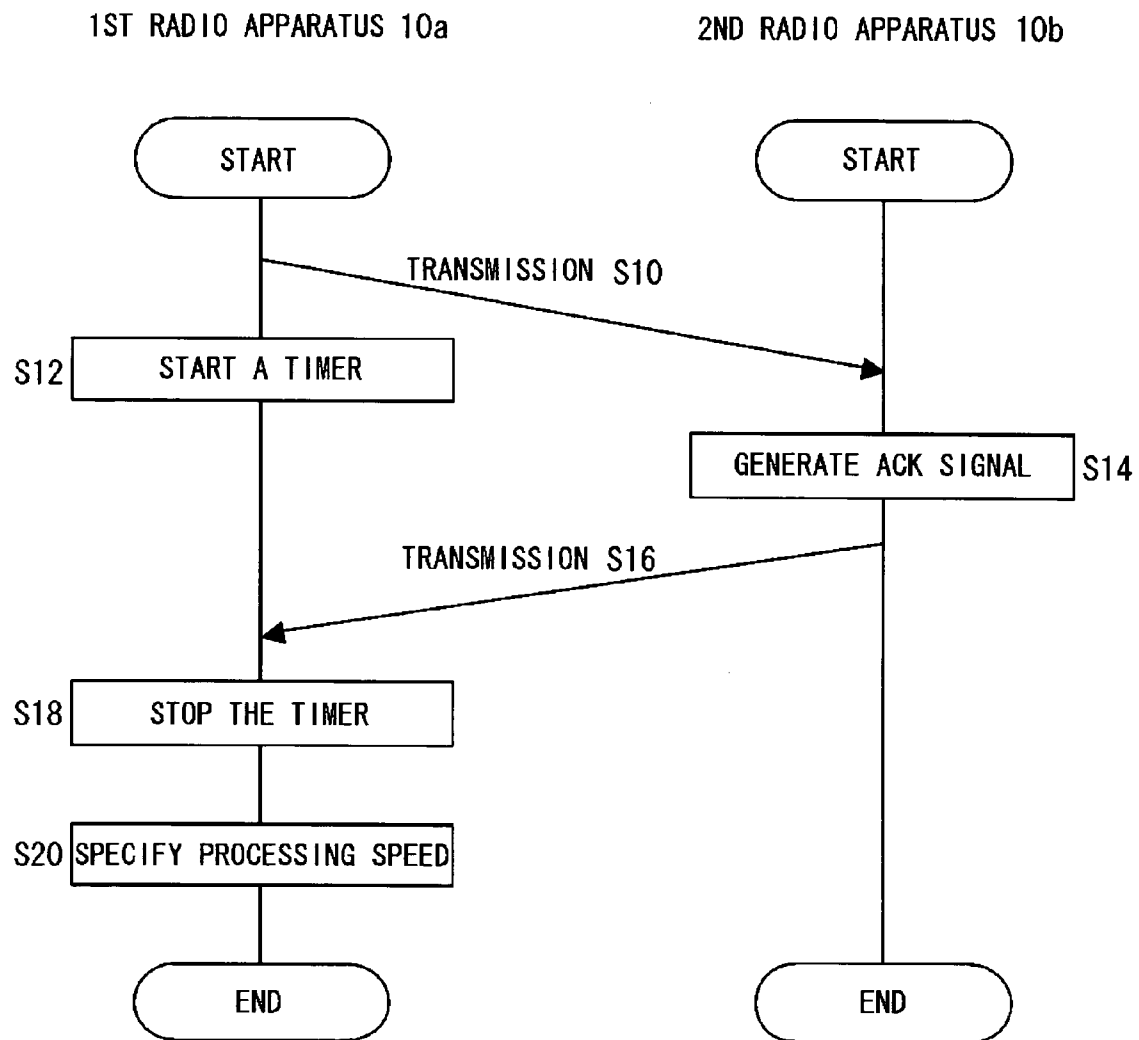 1ST RADIO APPARATUS 10a
2ND RADIO APPARATUS 10b
START
START
TRANSMISSION S10
S12
START A TIMER
GENERATE ACK SIGNAL
S14
TRANSMISSION S16
S18
STOP THE TIMER
S20
SPECIFY PROCESSING SPEED
END
END